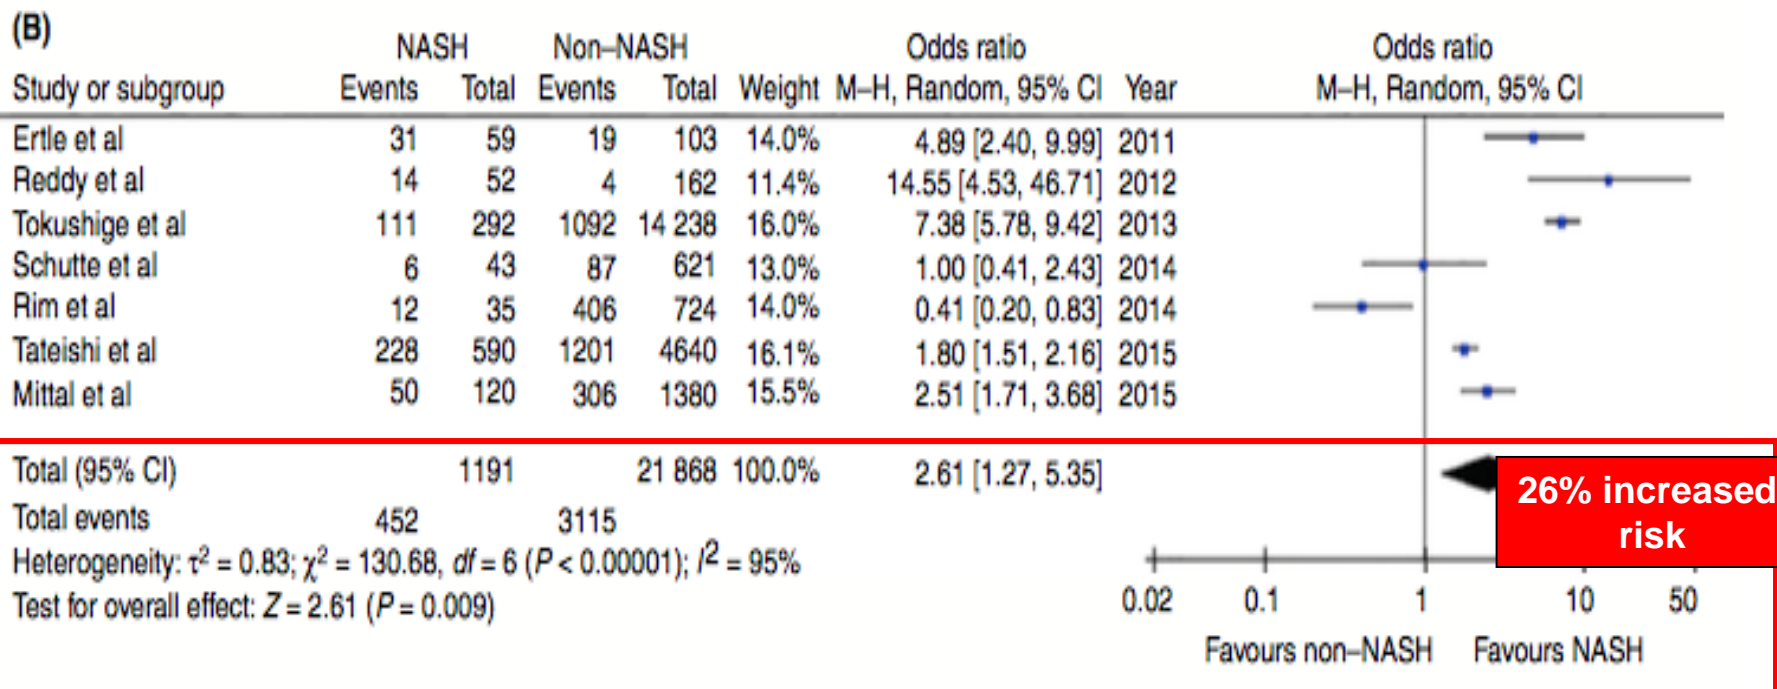 (B)
NASH Non–NASH Odds ratio Odds ratio
Study or subgroup Events Total Events Total Weight M–H, Random, 95% CI Year M–H, Random, 95% CI
Ertle et al 31 59 19 103 14.0% 4.89 [2.40, 9.99] 2011
Reddy et al 14 52 4 162 11.4% 14.55 [4.53, 46.71] 2012
Tokushige et al 111 292 1092 14 238 16.0% 7.38 [5.78, 9.42] 2013
Schutte et al 6 43 87 621 13.0% 1.00 [0.41, 2.43] 2014
Rim et al 12 35 406 724 14.0% 0.41 [0.20, 0.83] 2014
Tateishi et al 228 590 1201 4640 16.1% 1.80 [1.51, 2.16] 2015
Mittal et al 50 120 306 1380 15.5% 2.51 [1.71, 3.68] 2015
Total (95% CI) 1191 21 868 100.0% 2.61 [1.27, 5.35]
26% increased
risk
Total events 452 3115
Heterogeneity: τ² = 0.83; χ² = 130.68, df = 6 (P < 0.00001); I² = 95%
Test for overall effect: Z = 2.61 (P = 0.009)
0.02 0.1 1 10 50
Favours non–NASH Favours NASH